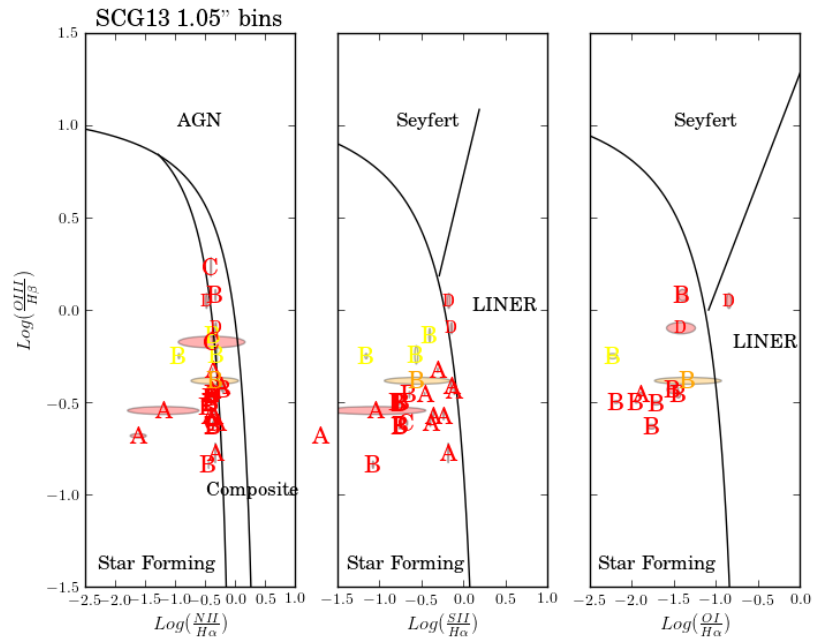 SCG13 1.05” bins
1.5
1.0
0.5
0.0
−0.5
−1.0
−1.5
Log(OIII/Hβ)
AGN
Composite
Star Forming
Seyfert
LINER
Star Forming
Seyfert
LINER
Star Forming
C
B
D
D
B
C
B
B
B
A
A
B
A
A
B
D
D
B
B
B
B
A
A
A
B
A
B
A
B
A
A
C
A
A
B
B
D
D
B
B
B
B
A
B
B
B
B
−2.5 −2.0 −1.5 −1.0 −0.5 0.0 0.5 1.0
−2.5 −2.0 −1.5 −1.0 −0.5 0.0 0.5 1.0
−2.5 −2.0 −1.5 −1.0 −0.5 0.0
Log(NII/Hα)
Log(SII/Hα)
Log(OI/Hα)